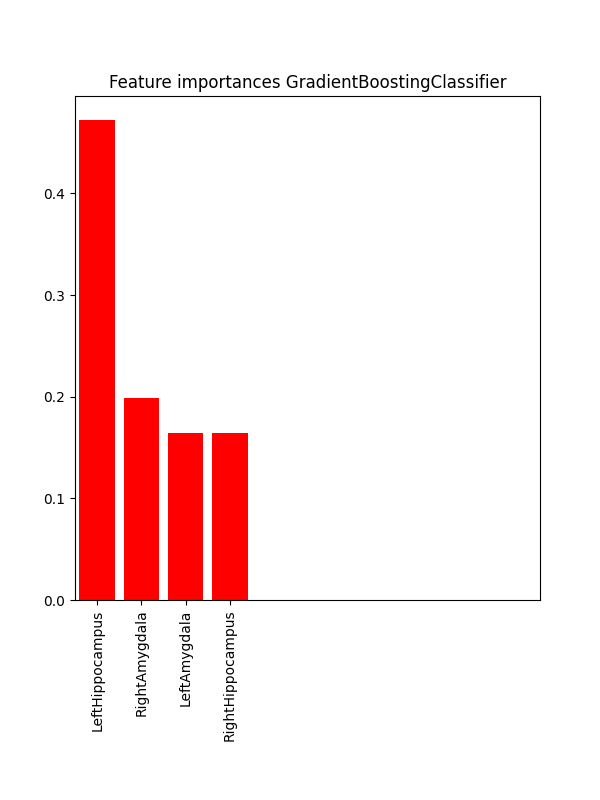 Feature importances GradientBoostingClassifier
0.4
0.3
0.2
0.1
0.0
LeftHippocampus
RightAmygdala
LeftAmygdala
RightHippocampus